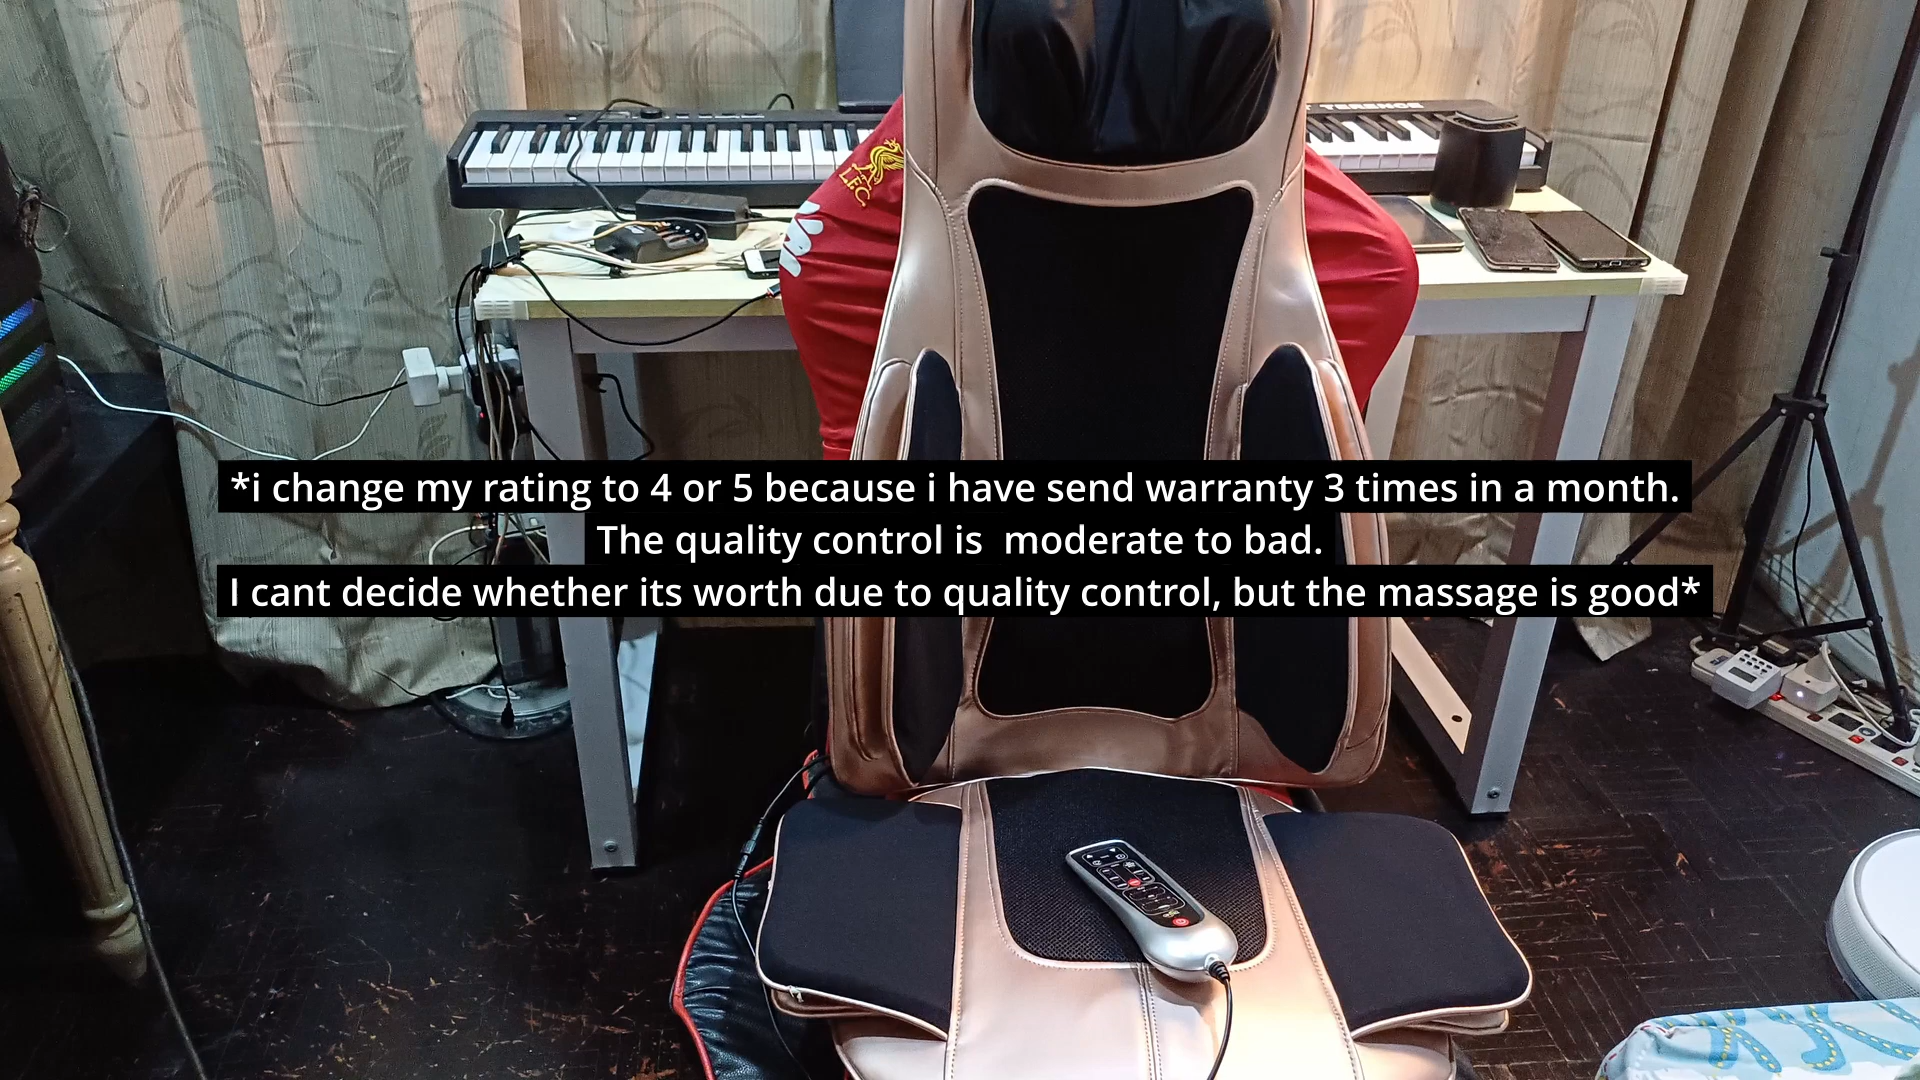 TERENCE
LFC
*i change my rating to 4 or 5 because i have send warranty 3 times in a month.
The quality control is  moderate to bad.
I cant decide whether its worth due to quality control, but the massage is good*